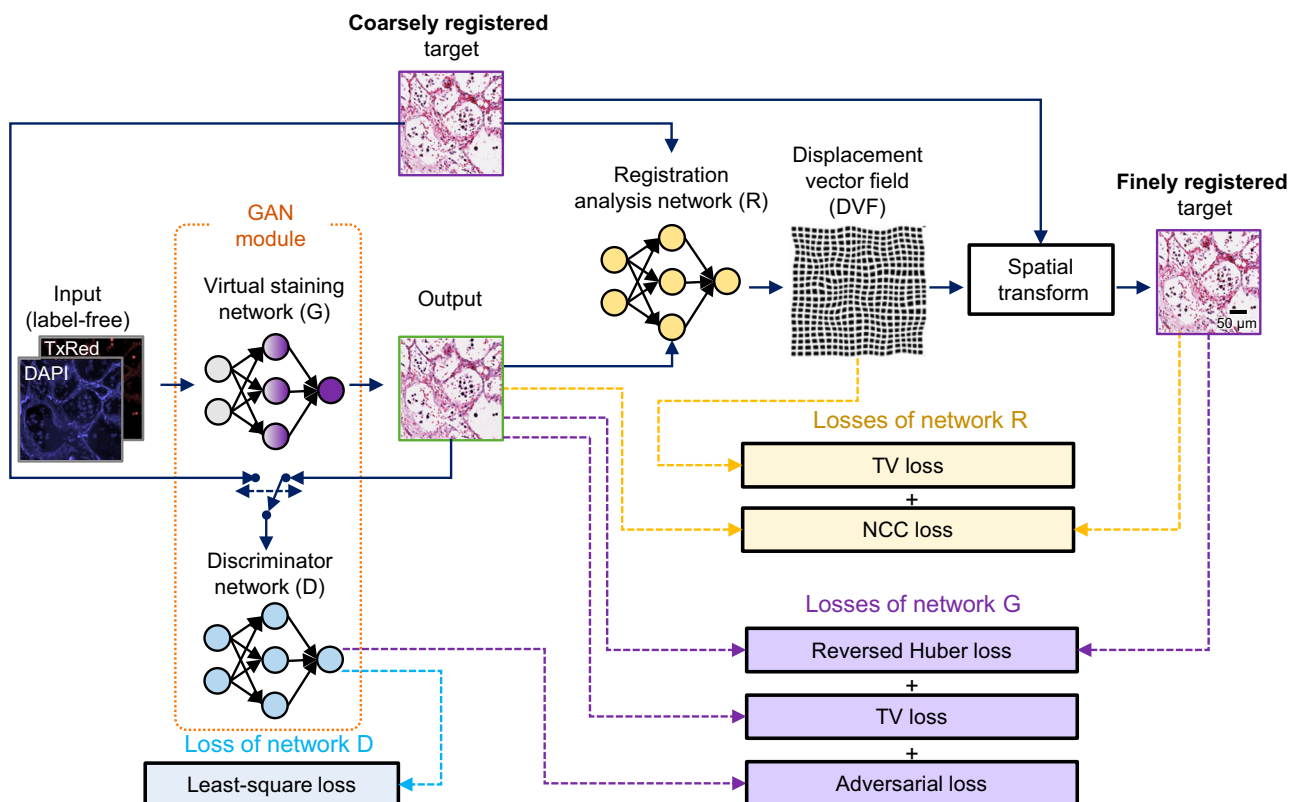 Coarsely registered
target
Registration
analysis network (R)
Displacement
vector field
(DVF)
Finely registered
target
GAN
module
Input
(label-free)
Virtual staining
network (G)
Output
Spatial
transform
50 μm
TxRed
DAPI
Losses of network R
TV loss
+
NCC loss
Discriminator
network (D)
Losses of network G
Reversed Huber loss
+
TV loss
+
Adversarial loss
Loss of network D
Least-square loss